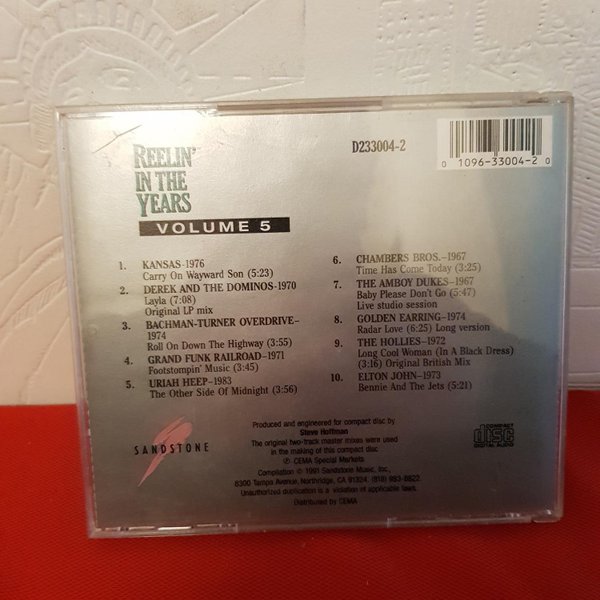 REELIN'
IN THE
YEARS
VOLUME 5
D233004-2
0 1096-33004-2 0
1. KANSAS–1976
Carry On Wayward Son (5:23)
2. DEREK AND THE DOMINOS–1970
Layla (7:08)
Original LP mix
3. BACHMAN-TURNER OVERDRIVE–
1974
Roll On Down The Highway (3:55)
4. GRAND FUNK RAILROAD–1971
Footstompin' Music (3:45)
5. URIAH HEEP–1983
The Other Side Of Midnight (3:56)
6. CHAMBERS BROS.–1967
Time Has Come Today (3:25)
7. THE AMBOY DUKES–1967
Baby Please Don't Go (5:47)
Live studio session
8. GOLDEN EARRING–1974
Radar Love (6:25) Long version
9. THE HOLLIES–1972
Long Cool Woman (In A Black Dress)
(3:16) Original British Mix
10. ELTON JOHN–1973
Bennie And The Jets (5:21)
SANDSTONE
Produced and engineered for compact disc by
Steve Hoffman
The original two-track master mixes were used
in the making of this compact disc
℗ CEMA Special Markets
Compilation © 1991 Sandstone Music, Inc.,
8300 Tampa Avenue, Northridge, CA 91324. (818) 993-8822.
Unauthorized duplication is a violation of applicable laws.
Distributed by CEMA
COMPACT
disc
DIGITAL AUDIO